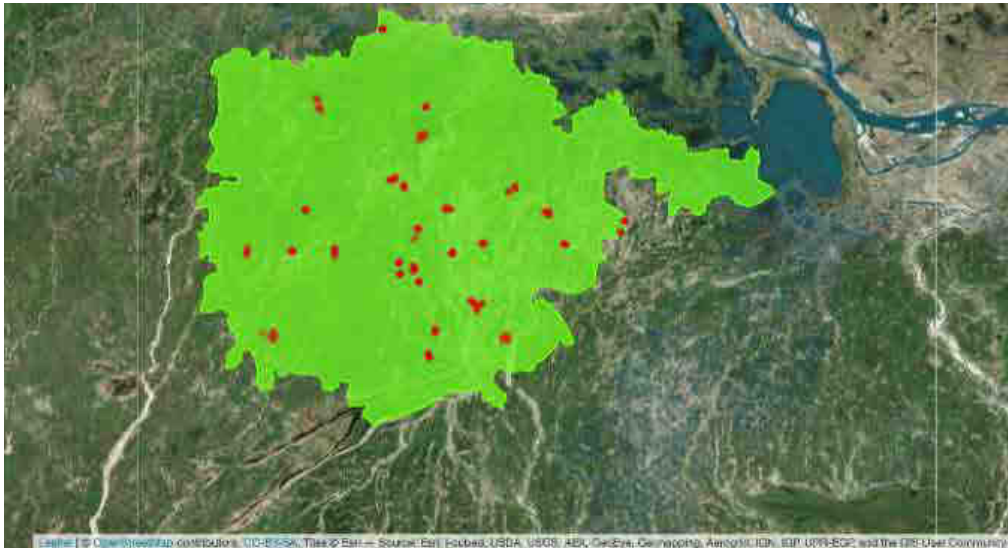 Leaflet | © OpenStreetMap contributors, CC-BY-SA, Tiles © Esri — Source: Esri, i-cubed, USDA, USGS, AEX, GeoEye, Getmapping, Aerogrid, IGN, IGP, UPR-EGP, and the GIS User Communit